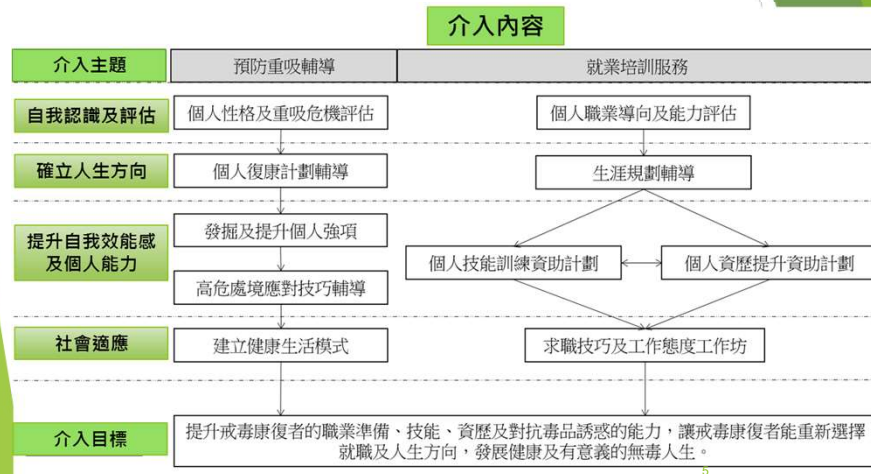 介入內容
介入主題
預防重吸輔導
就業培訓服務
自我認識及評估
個人性格及重吸危機評估
個人職業導向及能力評估
確立人生方向
個人復康計劃輔導
生涯規劃輔導
提升自我效能感
及個人能力
發掘及提升個人強項
高危處境應對技巧輔導
個人技能訓練資助計劃
個人資歷提升資助計劃
社會適應
建立健康生活模式
求職技巧及工作態度工作坊
介入目標
提升戒毒康復者的職業準備、技能、資歷及對抗毒品誘惑的能力，讓戒毒康復者能重新選擇
就職及人生方向，發展健康及有意義的無毒人生。
5